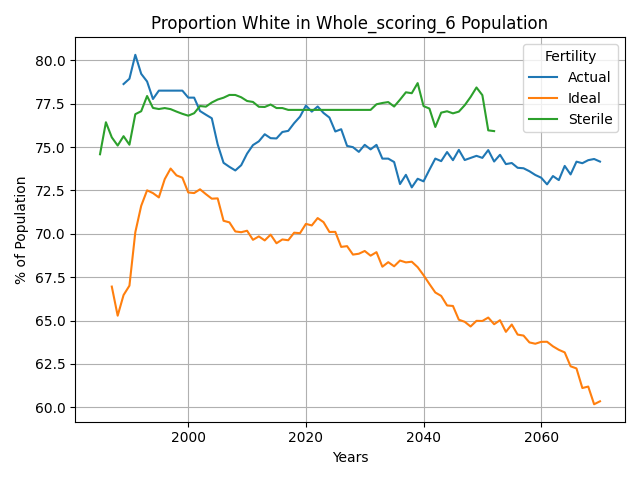 Proportion White in Whole_scoring_6 Population
Fertility
Actual
Ideal
Sterile
% of Population
80.0
77.5
75.0
72.5
70.0
67.5
65.0
62.5
60.0
2000
2020
2040
2060
Years